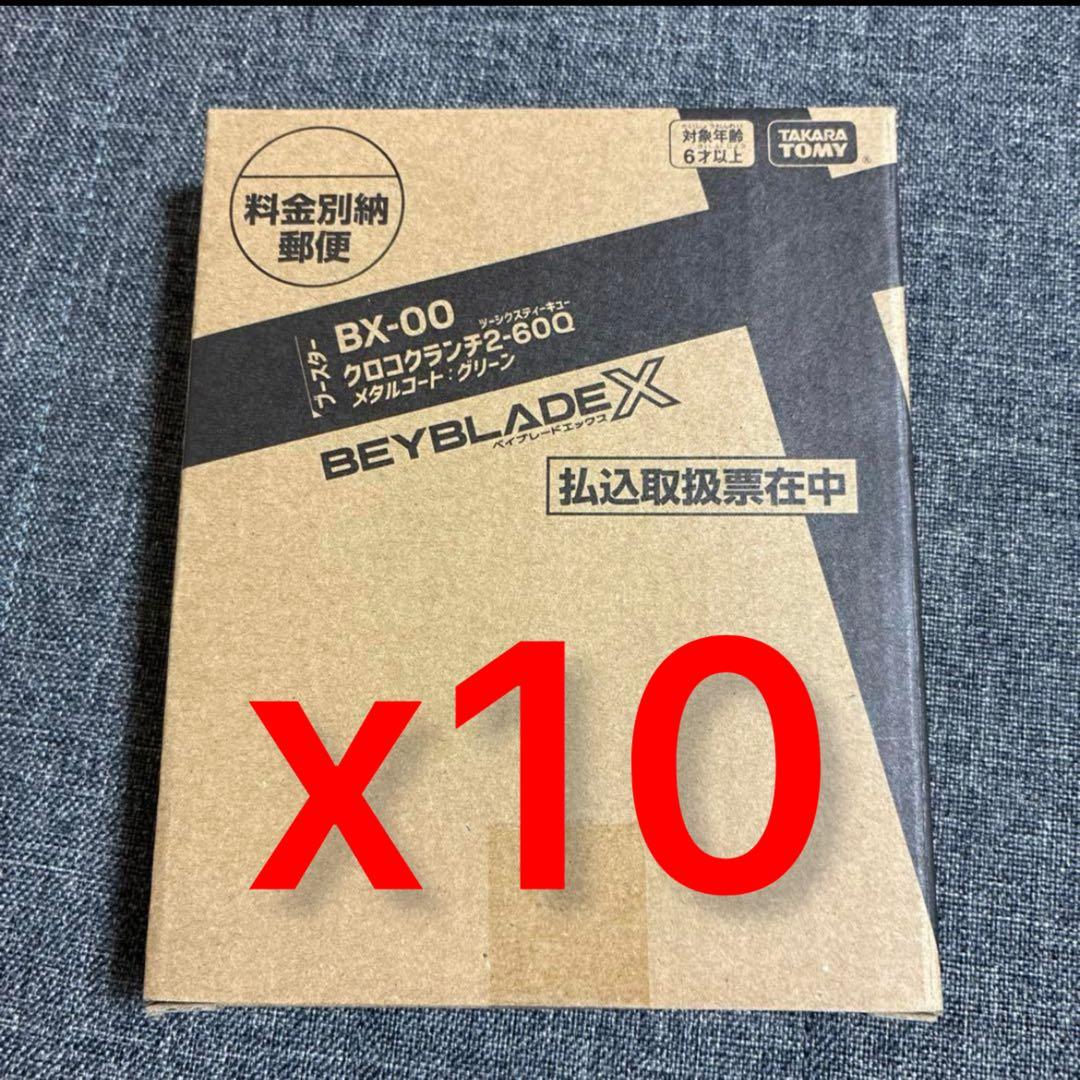 料金別納
郵便
対象年齢
6才以上
TAKARA
TOMY
ブースター
BX-00
ツーシクスティーキュー
クロコクランチ2-60Q
メタルコート：グリーン
BEYBLADE X
ベイブレードエックス
払込取扱票在中
x10